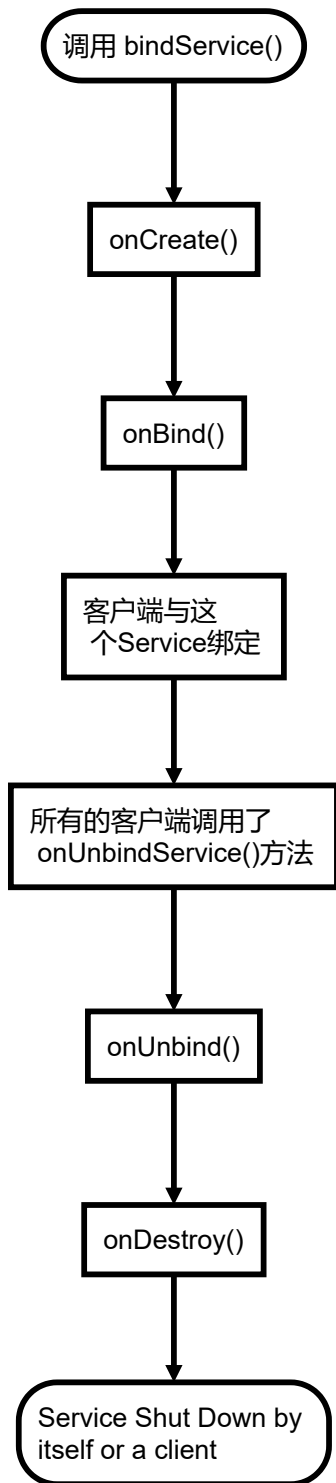 调用 bindService()
onCreate()
onBind()
客户端与这
个Service绑定
所有的客户端调用了
onUnbindService()方法
onUnbind()
onDestroy()
Service Shut Down by
itself or a client